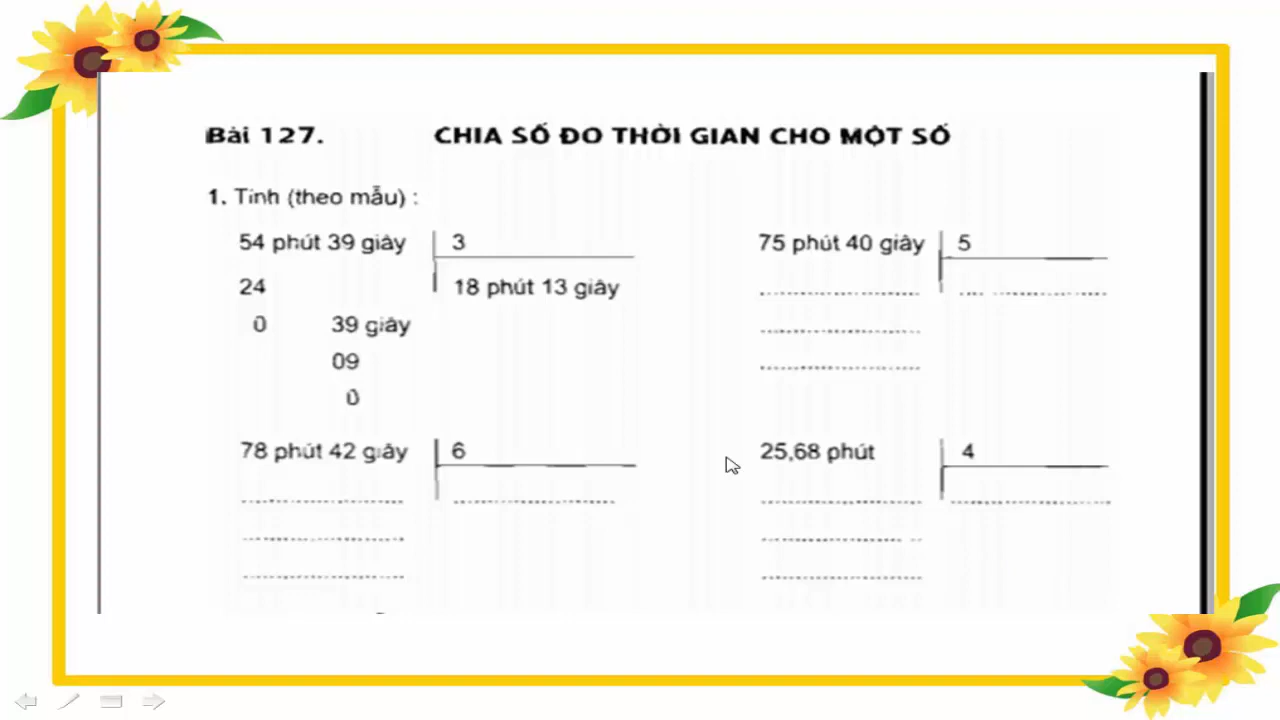 Bài 127. CHIA SỐ ĐO THỜI GIAN CHO MỘT SỐ
1. Tính (theo mẫu) :
54 phút 39 giây 3
24 18 phút 13 giây
0 39 giây
09
0
75 phút 40 giây 5
78 phút 42 giây 6
25,68 phút 4